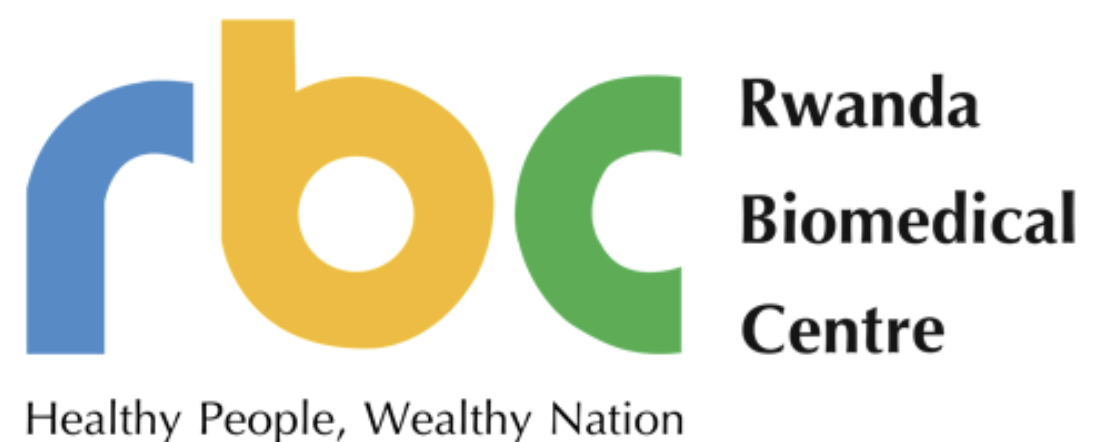 rbc
Rwanda
Biomedical
Centre
Healthy People, Wealthy Nation